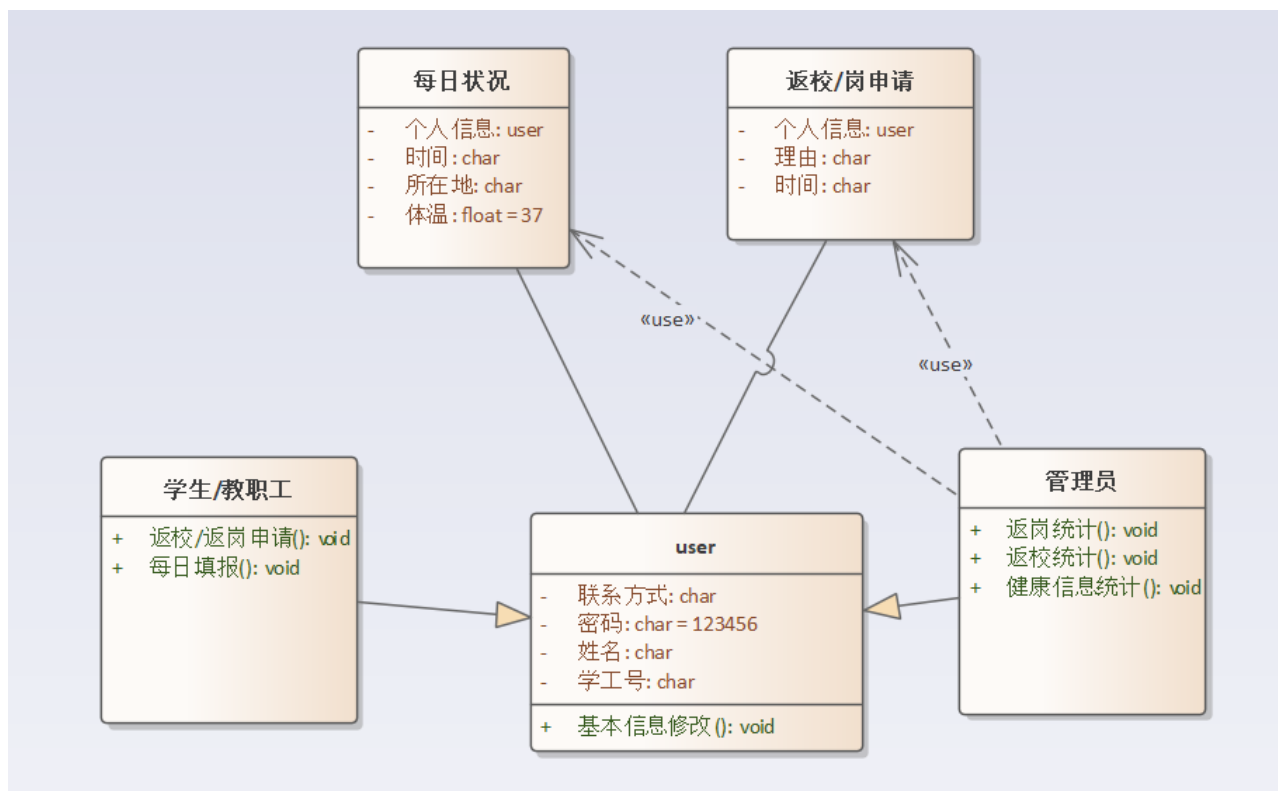 每日状况
- 个人信息: user
- 时间: char
- 所在地: char
- 体温: float = 37
返校/岗申请
- 个人信息: user
- 理由: char
- 时间: char
«use»
«use»
学生/教职工
+ 返校/返岗申请(): void
+ 每日填报(): void
user
- 联系方式: char
- 密码: char = 123456
- 姓名: char
- 学工号: char
+ 基本信息修改(): void
管理员
+ 返岗统计(): void
+ 返校统计(): void
+ 健康信息统计(): void